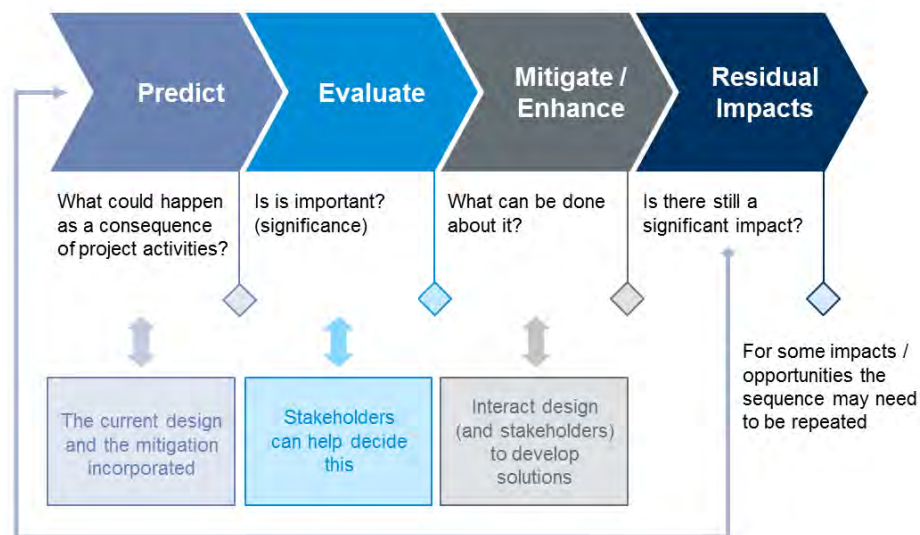 Predict
Evaluate
Mitigate /
Enhance
Residual
Impacts
What could happen
as a consequence
of project activities?
Is is important?
(significance)
What can be done
about it?
Is there still a
significant impact?
The current design
and the mitigation
incorporated
Stakeholders
can help decide
this
Interact design
(and stakeholders)
to develop
solutions
For some impacts /
opportunities the
sequence may need
to be repeated